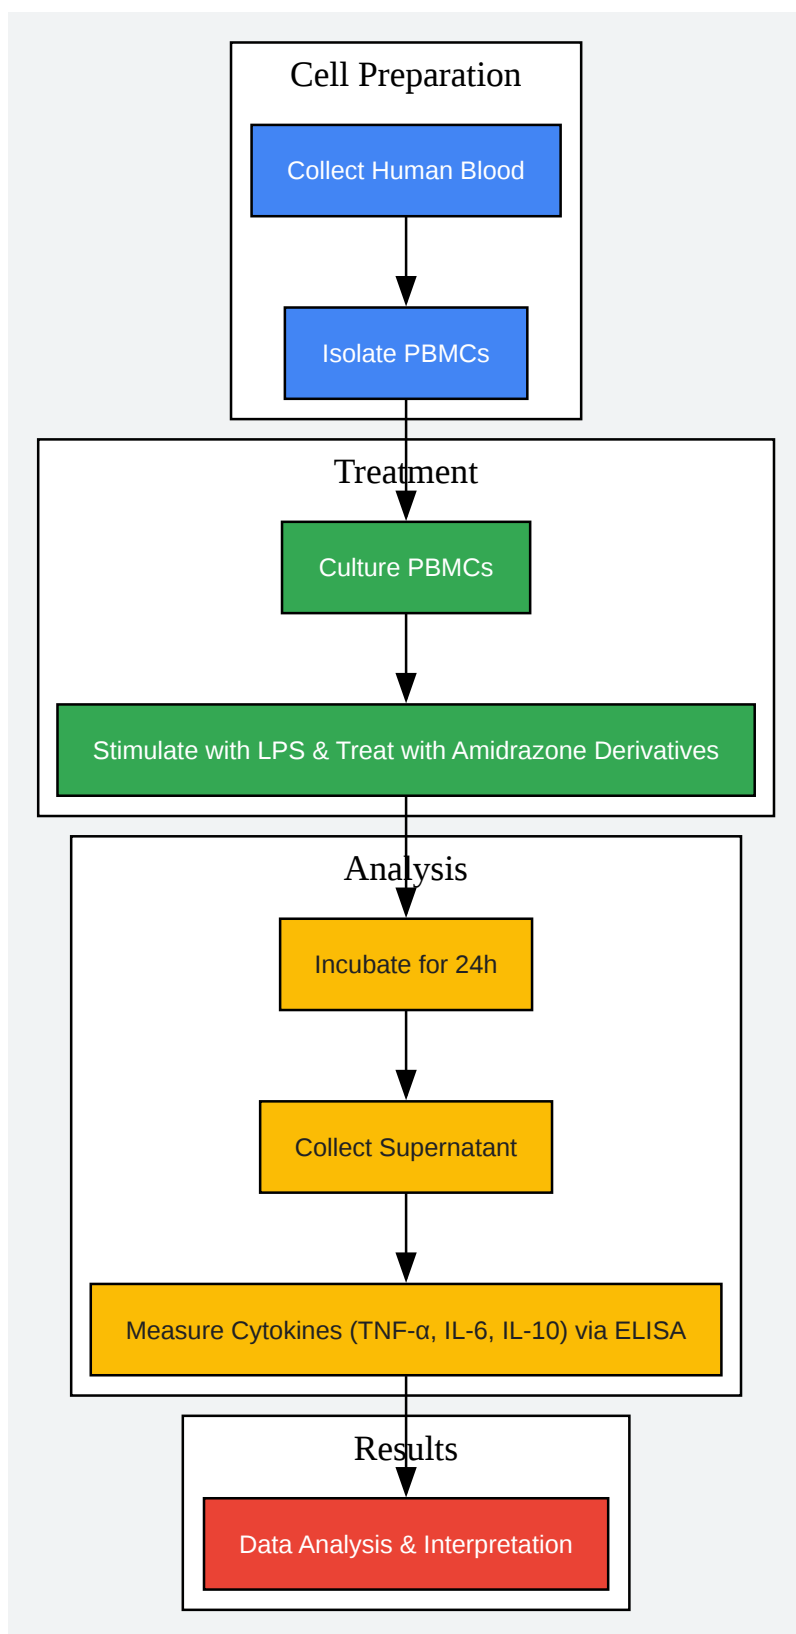 Cell Preparation
Collect Human Blood
Isolate PBMCs
Treatment
Culture PBMCs
Stimulate with LPS & Treat with Amidrazone Derivatives
Analysis
Incubate for 24h
Collect Supernatant
Measure Cytokines (TNF-α, IL-6, IL-10) via ELISA
Results
Data Analysis & Interpretation